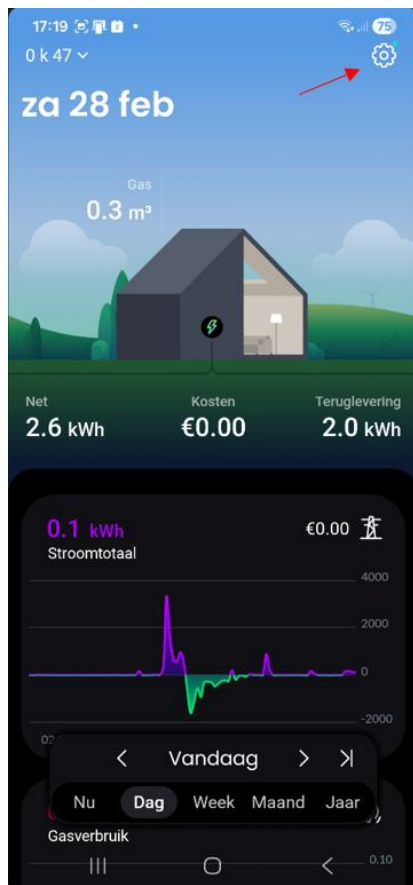 17:19
75
0 k 47
za 28 feb
Gas
0.3 m³
Net Kosten Teruglevering
2.6 kWh €0.00 2.0 kWh
0.1 kWh €0.00
Stroomtotaal
4000
2000
0
-2000
Vandaag
Nu Dag Week Maand Jaar
Gasverbruik
0.10